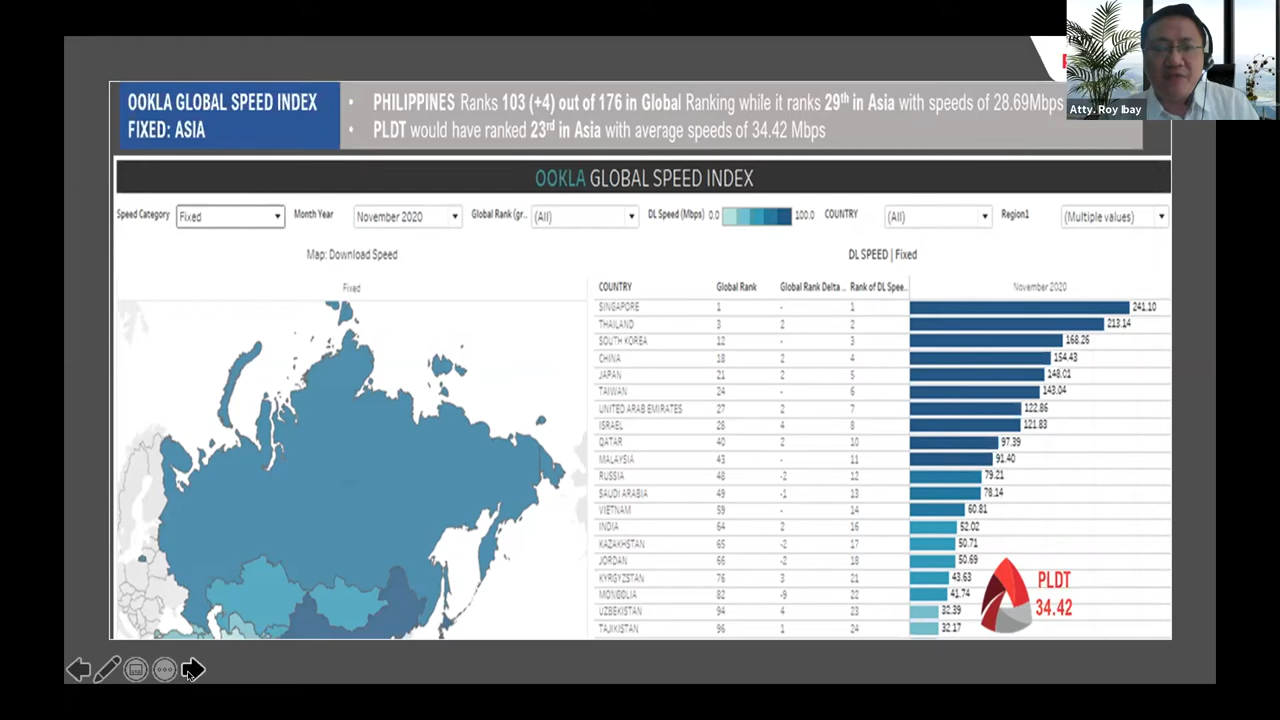 Atty. Roy Ibay
OOKLA GLOBAL SPEED INDEX
FIXED: ASIA
• PHILIPPINES Ranks 103 (+4) out of 176 in Global Ranking while it ranks 29th in Asia with speeds of 28.69Mbps
• PLDT would have ranked 23rd in Asia with average speeds of 34.42 Mbps
OOKLA GLOBAL SPEED INDEX
Speed Category Fixed Month Year November 2020 Global Rank (gr.. (All) DL Speed (Mbps) 0.0 100.0 COUNTRY (All) Region1 (Multiple values)
Map: Download Speed
DL SPEED | Fixed
Fixed
COUNTRY Global Rank Global Rank Delta .. Rank of DL Spee.. November 2020
SINGAPORE 1 - 1 241.10
THAILAND 3 2 2 213.14
SOUTH KOREA 12 - 3 168.26
CHINA 18 2 4 154.43
JAPAN 21 2 5 148.01
TAIWAN 24 - 6 143.04
UNITED ARAB EMIRATES 27 2 7 122.86
ISRAEL 28 4 8 121.83
QATAR 40 2 10 97.39
MALAYSIA 43 - 11 91.40
RUSSIA 48 -2 12 79.21
SAUDI ARABIA 49 -1 13 78.14
VIETNAM 59 - 14 60.81
INDIA 64 2 16 52.02
KAZAKHSTAN 65 -2 17 50.71
JORDAN 66 -2 18 50.69
KYRGYZSTAN 76 3 21 43.63
MONGOLIA 82 -9 22 41.74
UZBEKISTAN 94 4 23 32.39
TAJIKISTAN 96 1 24 32.17
PLDT
34.42